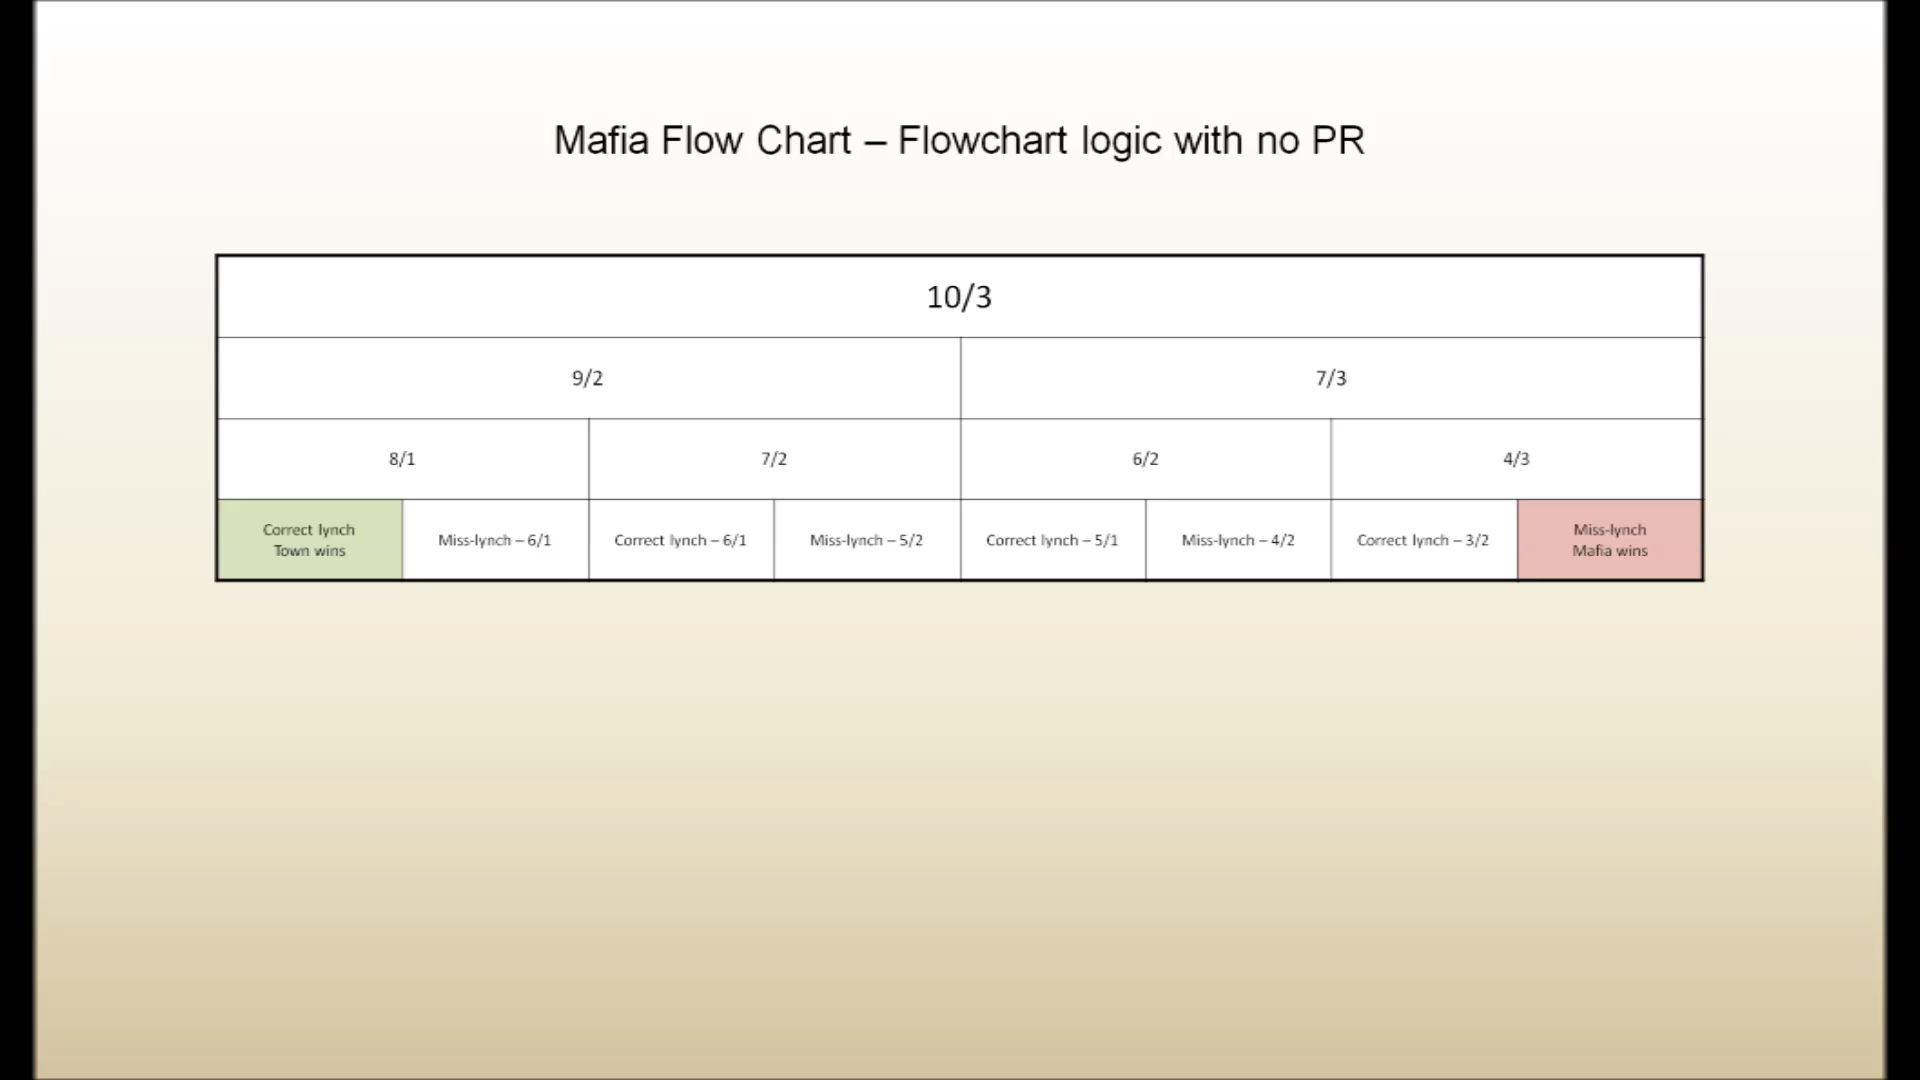 Mafia Flow Chart – Flowchart logic with no PR
10/3
9/2
7/3
8/1
7/2
6/2
4/3
Correct lynch
Town wins
Miss-lynch – 6/1
Correct lynch – 6/1
Miss-lynch – 5/2
Correct lynch – 5/1
Miss-lynch – 4/2
Correct lynch – 3/2
Miss-lynch
Mafia wins